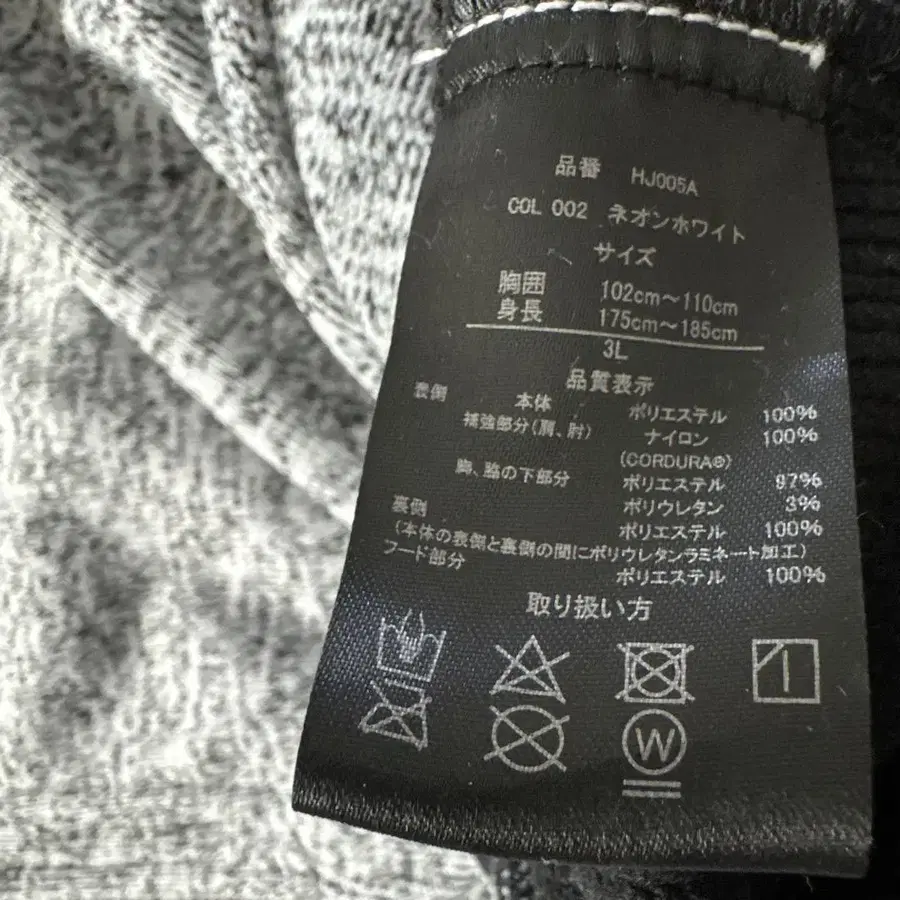 品番 HJ005A
COL 002 ネオンホワイト
サイズ
胸囲 102cm～110cm
身長 175cm～185cm
3L
品質表示
表側 本体 ポリエステル 100%
補強部分(肩、肘) ナイロン 100%
(CORDURA®)
胸、脇の下部分 ポリエステル 97%
ポリウレタン 3%
裏側 ポリエステル 100%
(本体の表側と裏側の間にポリウレタンラミネート加工)
フード部分 ポリエステル 100%
取り扱い方
W